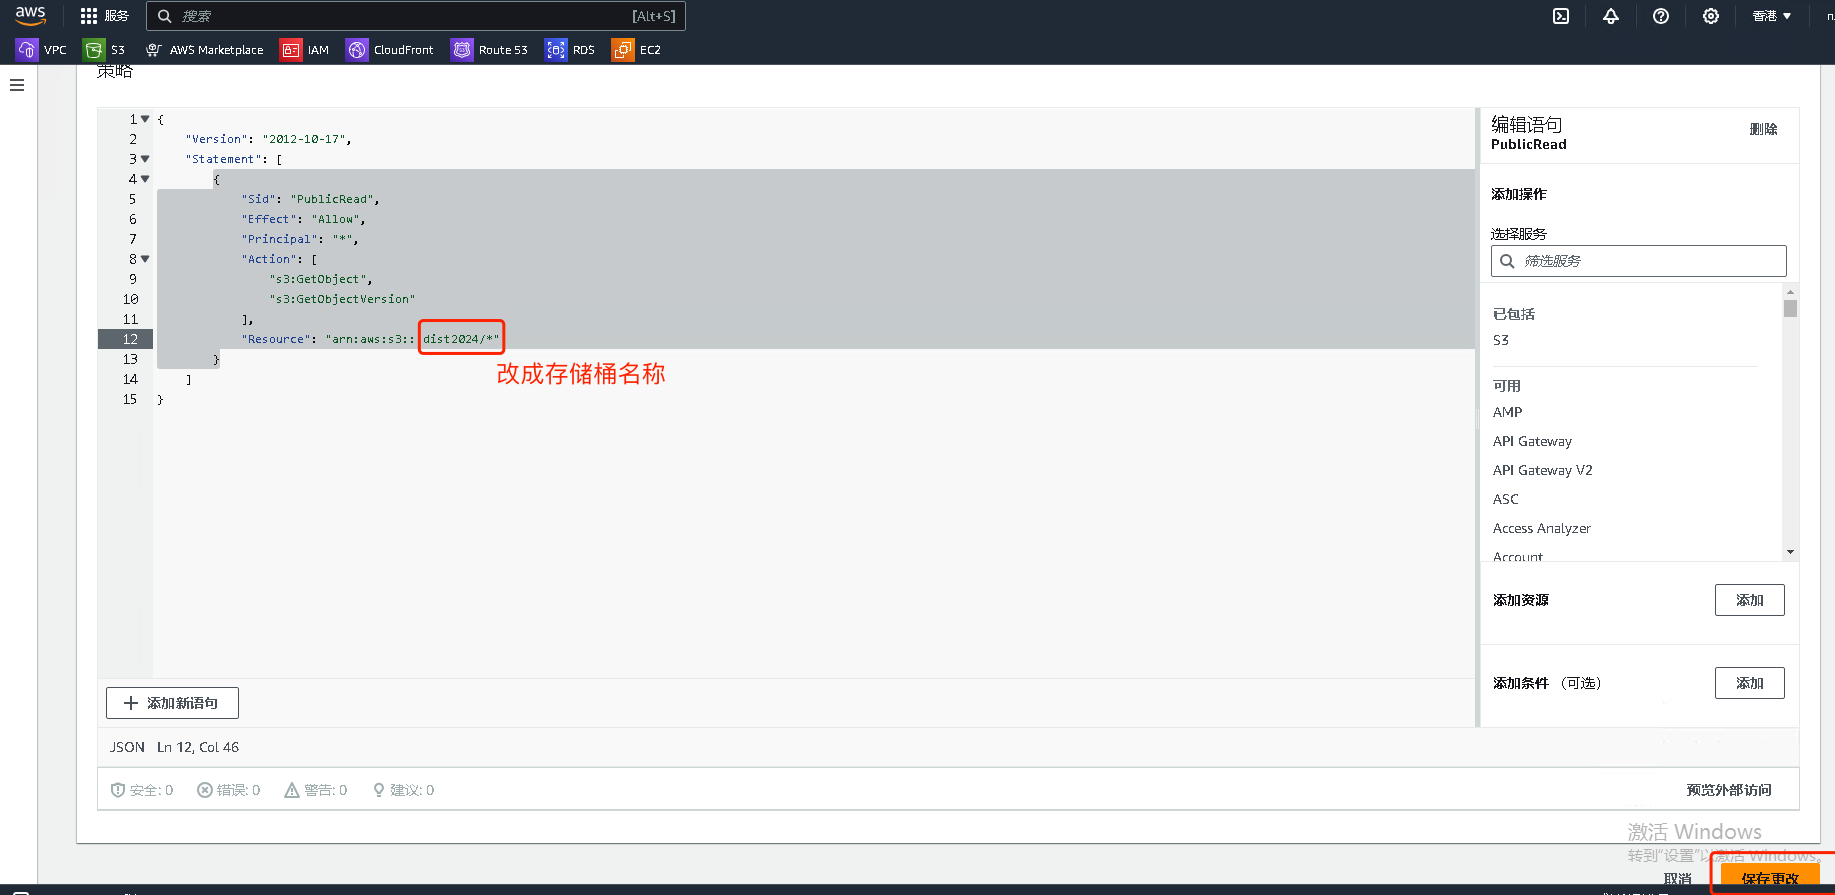 aws
服务
搜索
[Alt+S]
香港
VPC
S3
AWS Marketplace
IAM
CloudFront
Route 53
RDS
EC2
策略
1 {
2 "Version": "2012-10-17",
3 "Statement": [
4 {
5 "Sid": "PublicRead",
6 "Effect": "Allow",
7 "Principal": "*",
8 "Action": [
9 "s3:GetObject",
10 "s3:GetObjectVersion"
11 ],
12 "Resource": "arn:aws:s3:: dist2024/*"
13 }
14 ]
15 }
改成存储桶名称
添加新语句
JSON Ln 12, Col 46
安全: 0
错误: 0
警告: 0
建议: 0
预览外部访问
编辑语句
PublicRead
删除
添加操作
选择服务
筛选服务
已包括
S3
可用
AMP
API Gateway
API Gateway V2
ASC
Access Analyzer
Account
添加资源
添加
添加条件 (可选)
添加
激活 Windows
转到"设置"以激活 Windows。
取消
保存更改